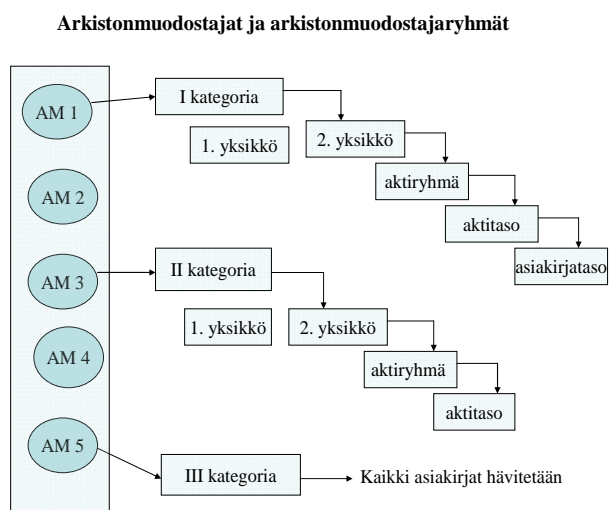 Arkistonmuodostajat ja arkistonmuodostajaryhmät
AM 1
I kategoria
1. yksikkö
2. yksikkö
aktiryhmä
aktitaso
asiakirjataso
AM 2
AM 3
II kategoria
1. yksikkö
2. yksikkö
aktiryhmä
aktitaso
AM 4
AM 5
III kategoria
Kaikki asiakirjat hävitetään